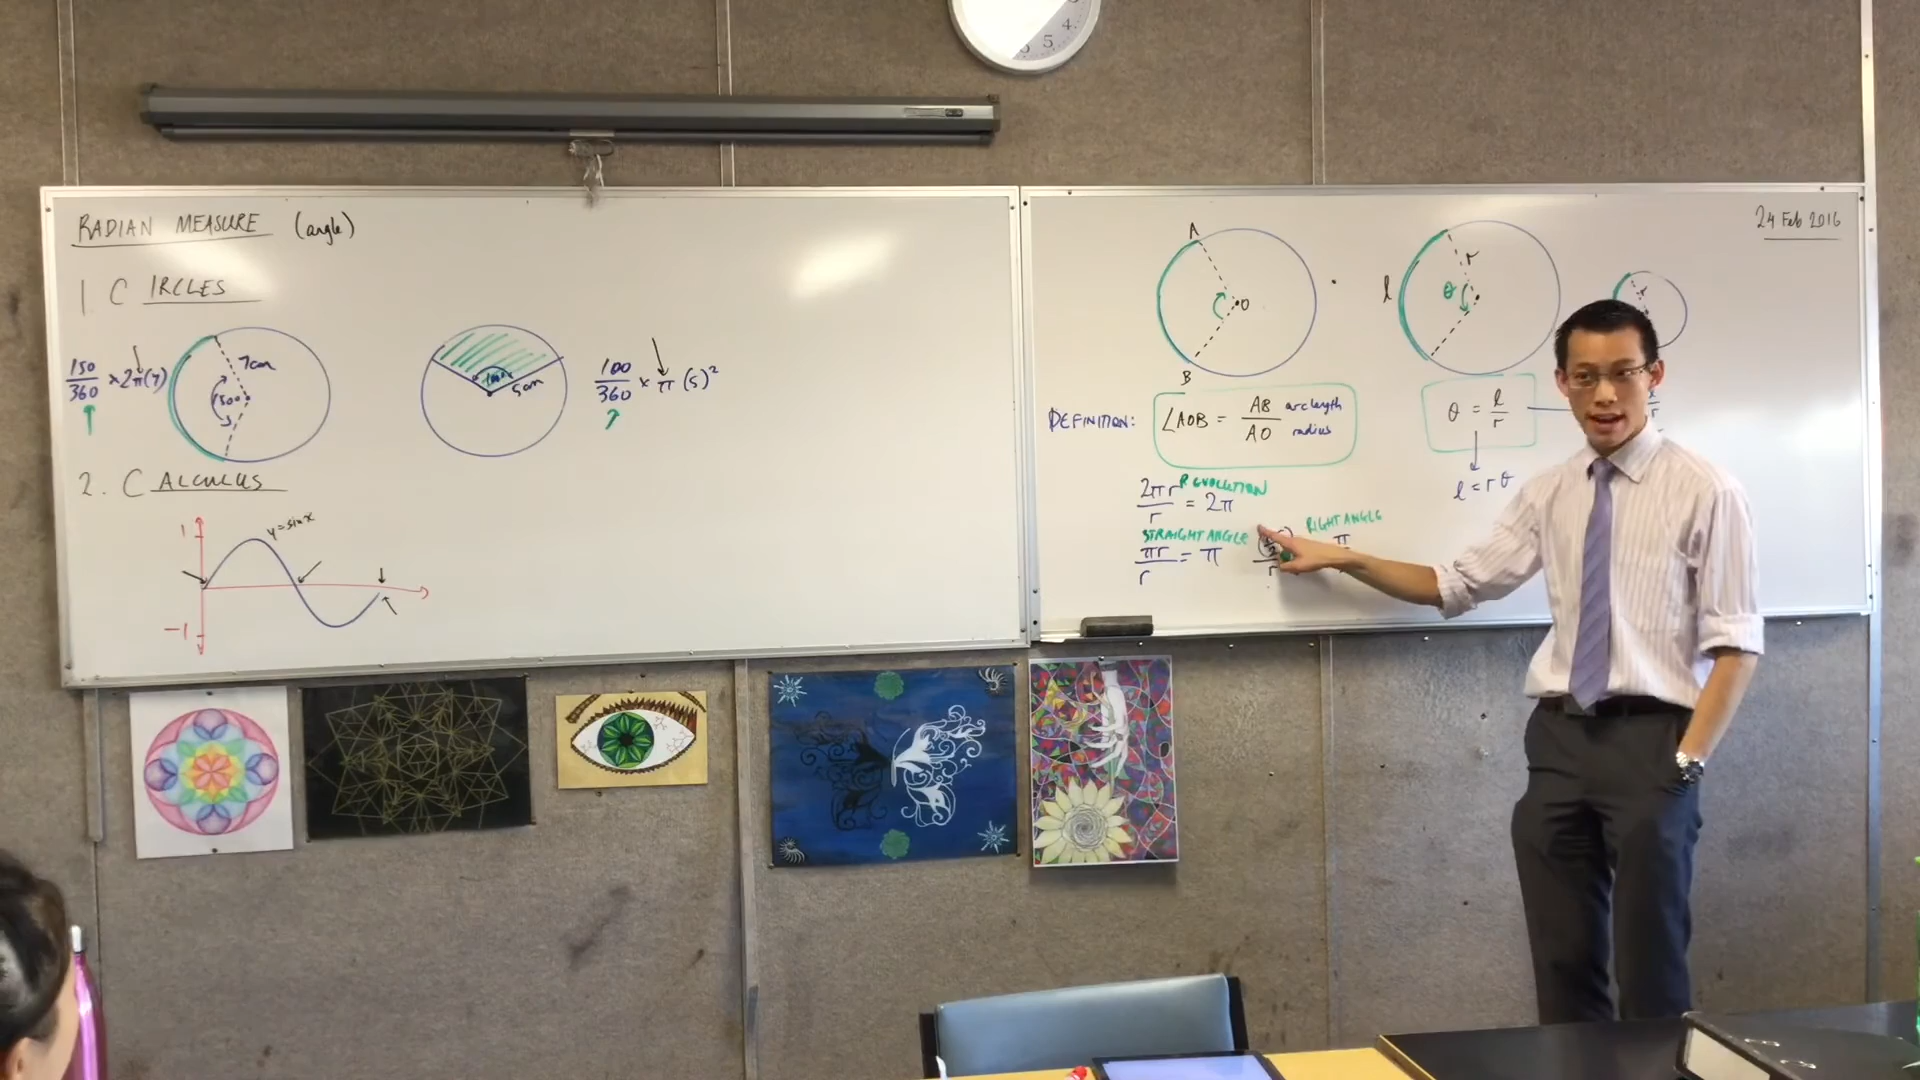 RADIAN MEASURE (angle)
1 CIRCLES
150/360 × 2π(7)
7cm
150°
5cm
100/360 × π(5)²
2. CALCULUS
1
y=sin x
-1
24 Feb 2016
A
O
B
l
r
θ
DEFINITION: ∠AOB = AB/AO arc length radius
θ = l/r
l = rθ
REVOLUTION
2πr/r = 2π
STRAIGHT ANGLE
πr/r = π
RIGHT ANGLE
π
5
4